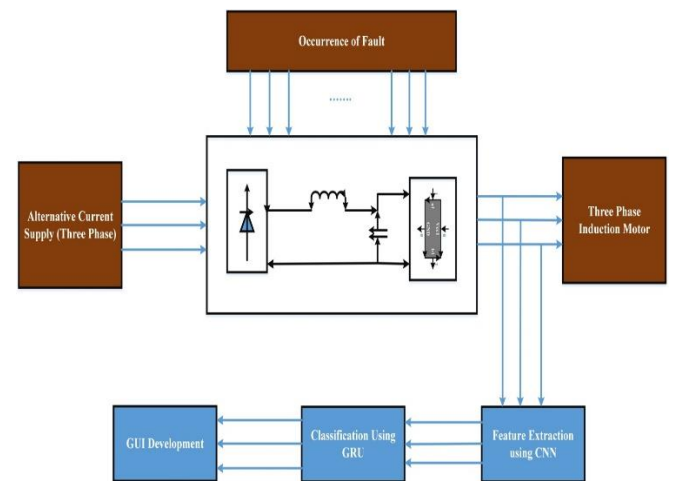 Occurrence of Fault
.......
Alternative Current
Supply (Three Phase)
Three Phase
Induction Motor
GUI Development
Classification Using
GRU
Feature Extraction
using CNN